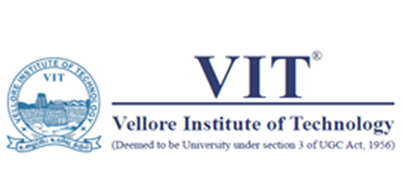 VELLORE INSTITUTE OF TECHNOLOGY
VIT
VIT®
Vellore Institute of Technology
(Deemed to be University under section 3 of UGC Act, 1956)